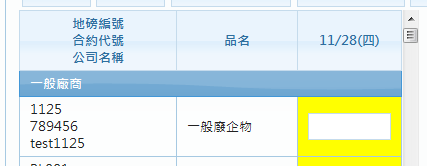 地磅編號
合約代號
公司名稱
品名
11/28(四)
一般廠商
1125
789456
test1125
一般廢企物